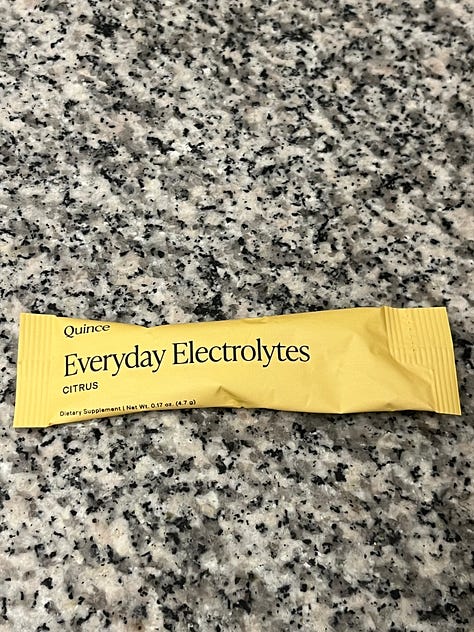 Quince
Everyday Electrolytes
CITRUS
Dietary Supplement | Net Wt. 0.17 oz. (4.7 g)